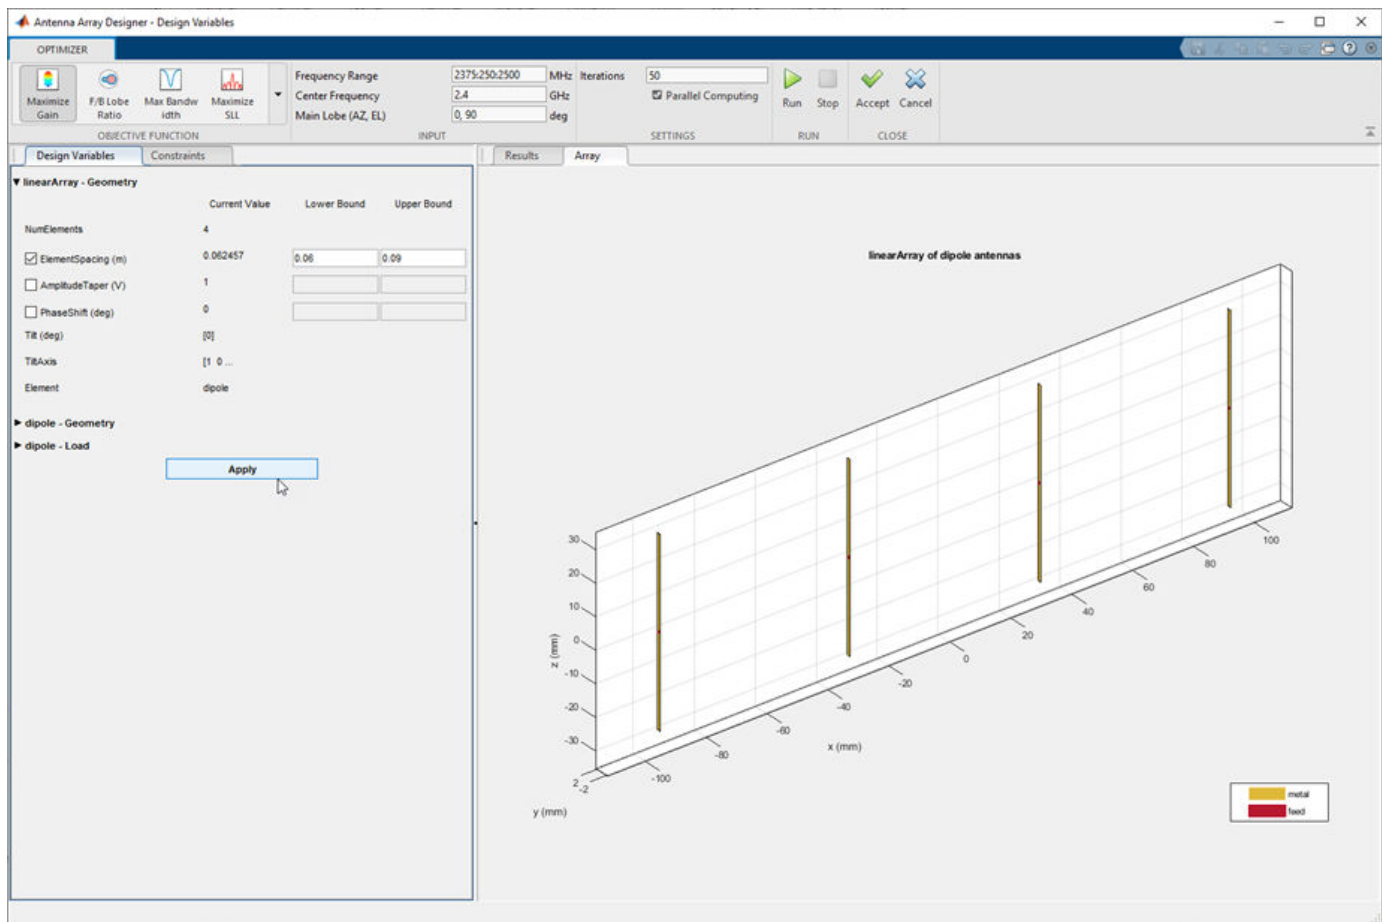 Antenna Array Designer - Design Variables
OPTIMIZER
Maximize Gain
F/B Lobe Ratio
Max Bandw idth
Maximize SLL
OBJECTIVE FUNCTION
Frequency Range 2375:250:2500 MHz
Center Frequency 2.4 GHz
Main Lobe (AZ, EL) 0, 90 deg
INPUT
Iterations 50
Parallel Computing
SETTINGS
Run Stop
RUN
Accept Cancel
CLOSE
Design Variables Constraints
linearArray - Geometry
Current Value Lower Bound Upper Bound
NumElements 4
ElementSpacing (m) 0.062457 0.06 0.09
AmplitudeTaper (V) 1
PhaseShift (deg) 0
Tilt (deg) [0]
TiltAxis [1 0 ...
Element dipole
dipole - Geometry
dipole - Load
Apply
Results Array
linearArray of dipole antennas
30
20
10
0
-10
-20
-30
z (mm)
2
-2
y (mm)
-100
-80
-60
-40
-20
0
20
40
60
80
100
x (mm)
metal
feed